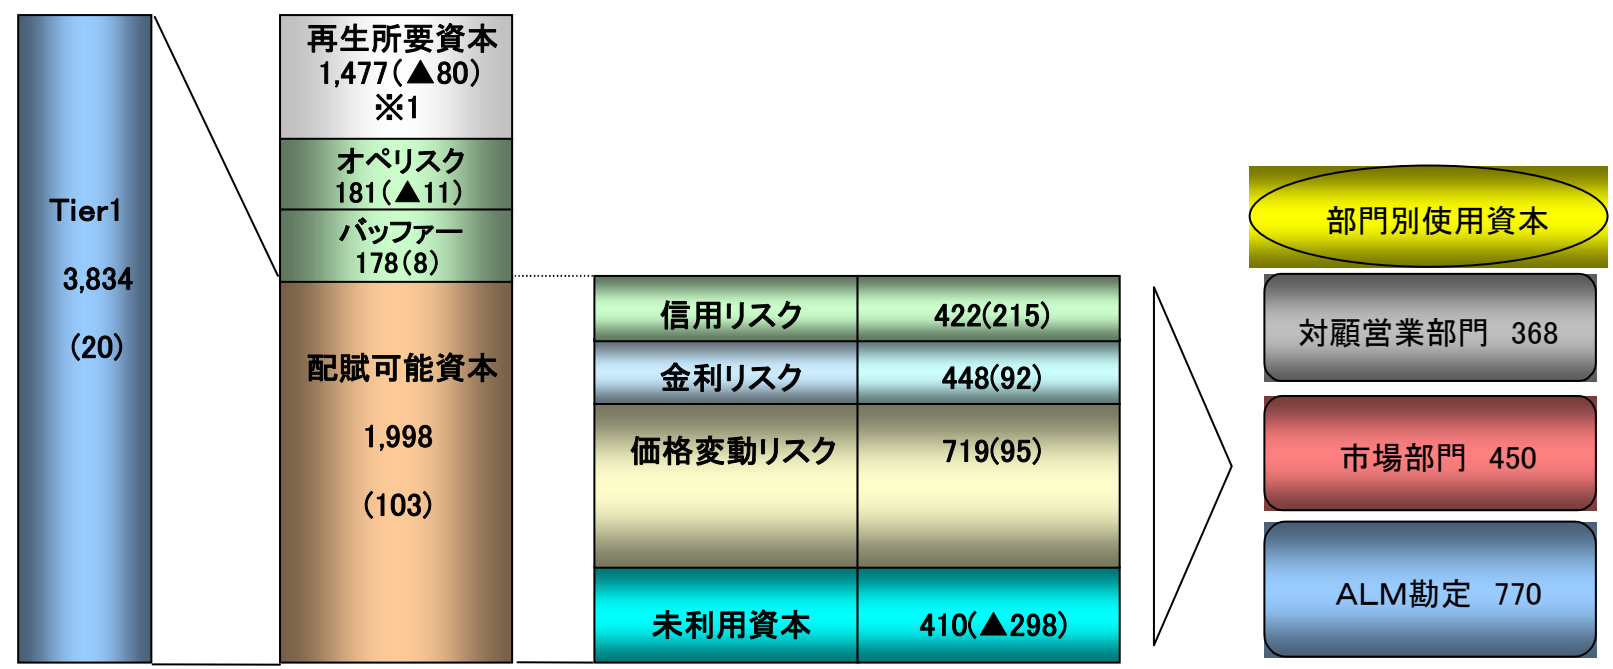 Tier1
3,834
(20)
再生所要資本
1,477(▲80)
※1
オペリスク
181(▲11)
バッファー
178(8)
配賦可能資本
1,998
(103)
信用リスク 422(215)
金利リスク 448(92)
価格変動リスク 719(95)
未利用資本 410(▲298)
部門別使用資本
対顧営業部門 368
市場部門 450
ALM勘定 770